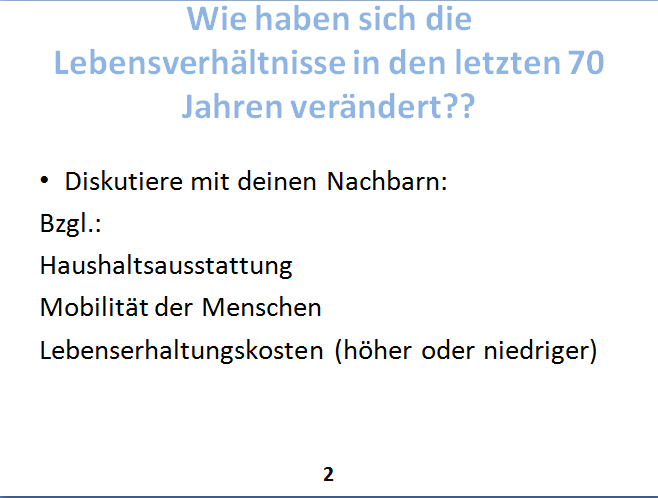 Wie haben sich die
Lebensverhältnisse in den letzten 70
Jahren verändert??
• Diskutiere mit deinen Nachbarn:
Bzgl.:
Haushaltsausstattung
Mobilität der Menschen
Lebenserhaltungskosten (höher oder niedriger)
2